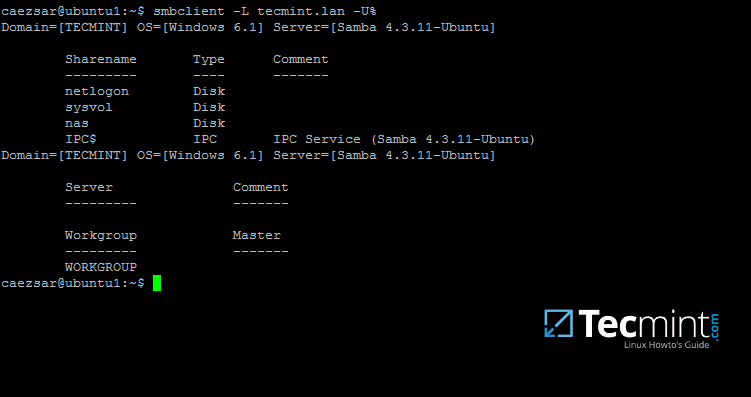 caezsar@ubuntu1:~$ smbclient -L tecmint.lan -U%
Domain=[TECMINT] OS=[Windows 6.1] Server=[Samba 4.3.11-Ubuntu]
Sharename Type Comment
--------- ---- -------
netlogon Disk
sysvol Disk
nas Disk
IPC$ IPC IPC Service (Samba 4.3.11-Ubuntu)
Domain=[TECMINT] OS=[Windows 6.1] Server=[Samba 4.3.11-Ubuntu]
Server Comment
--------- -------
Workgroup Master
--------- -------
WORKGROUP
caezsar@ubuntu1:~$
Tecmint.com
Linux Howto's Guide